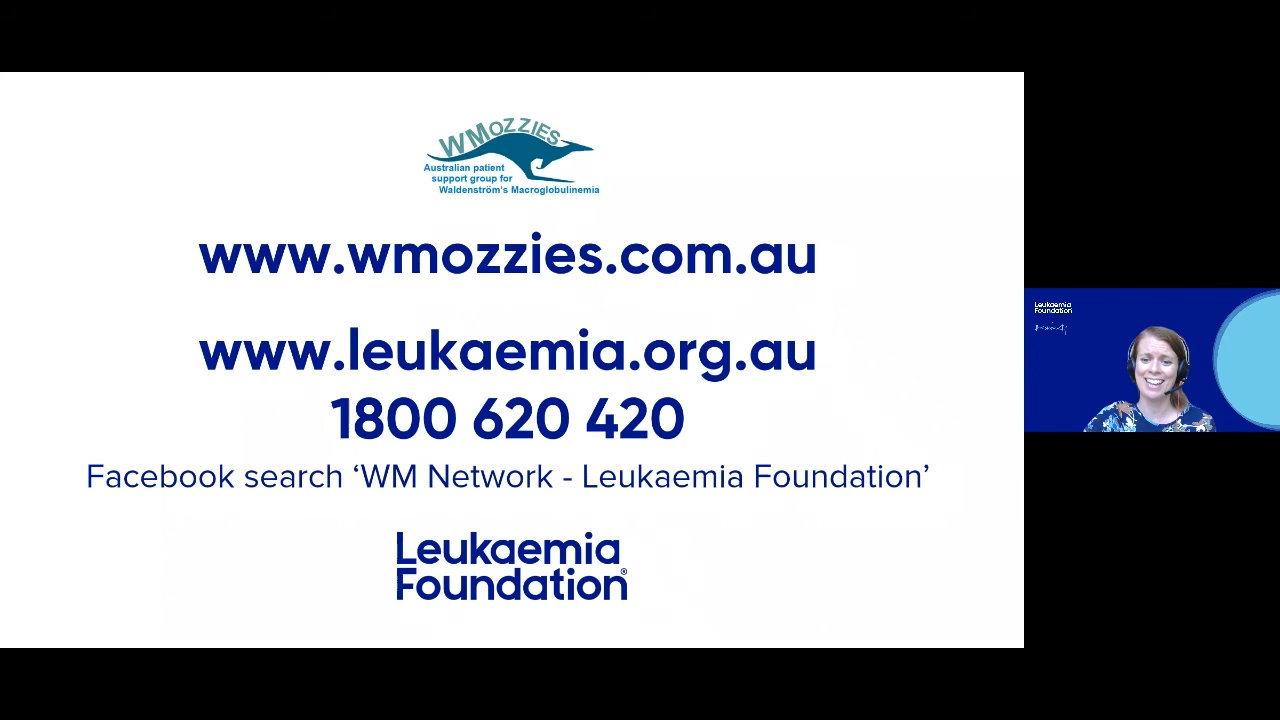 WMOZZIES
Australian patient
support group for
Waldenström's Macroglobulinemia
www.wmozzies.com.au
www.leukaemia.org.au
1800 620 420
Facebook search ‘WM Network - Leukaemia Foundation’
Leukaemia
Foundation®
Leukaemia
Foundation